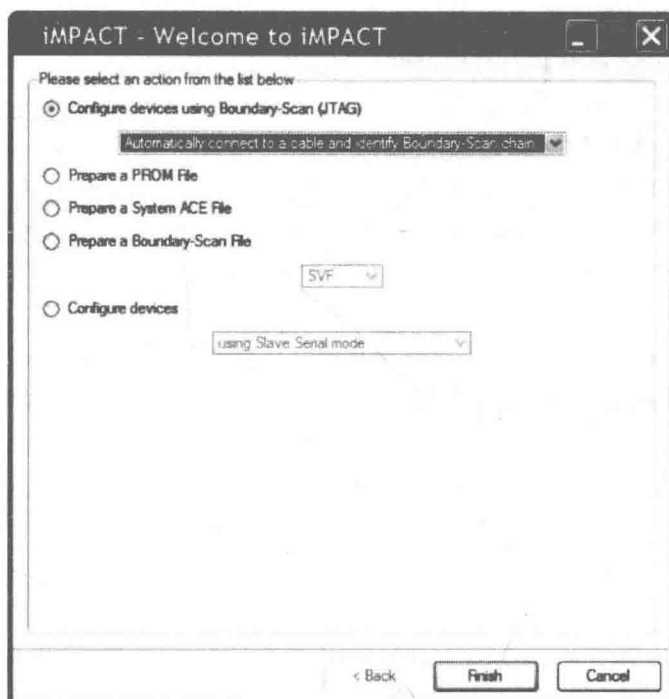 iMPACT - Welcome to iMPACT
Please select an action from the list below
Configure devices using Boundary-Scan (JTAG)
Automatically connect to a cable and identify Boundary-Scan chain
Prepare a PROM File
Prepare a System ACE File
Prepare a Boundary-Scan File
SVF
Configure devices
using Slave Serial mode
< Back Finish Cancel